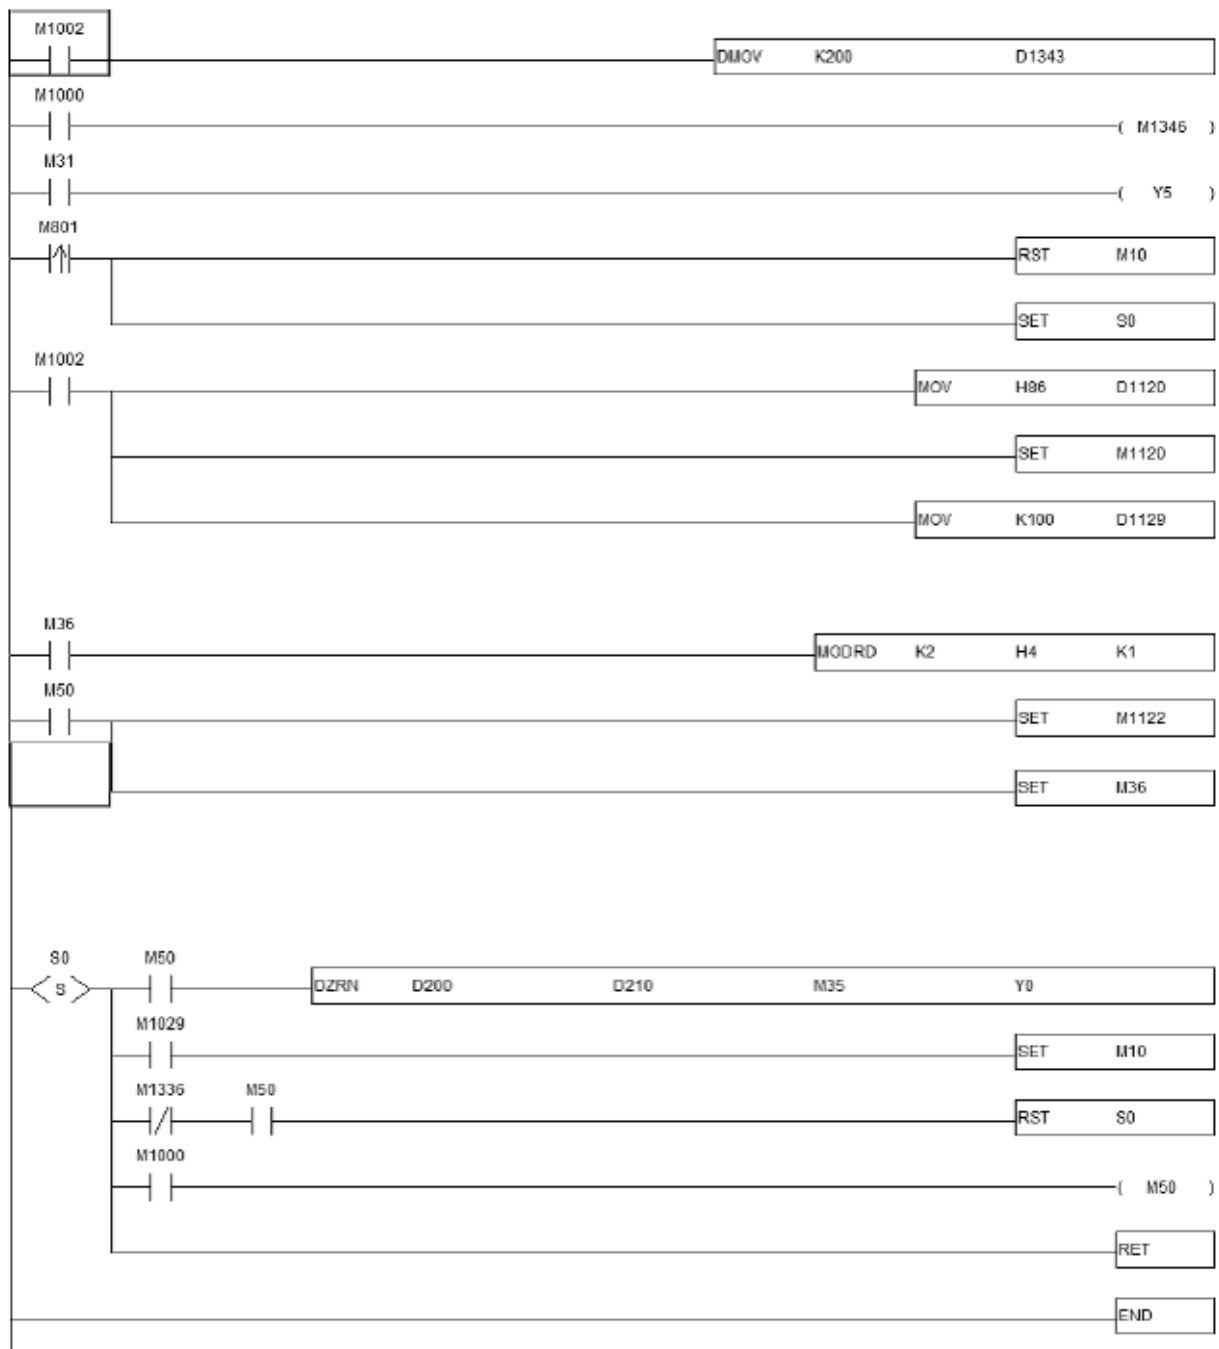 M1002
DMOV K200 D1343
M1000
( M1346 )
M31
( Y5 )
M801
RST M10
SET S0
M1002
MOV H86 D1120
SET M1120
MOV K100 D1129
M36
MODRD K2 H4 K1
M50
SET M1122
SET M36
S0 M50
S
DZRN D200 D210 M35 Y0
M1029
SET M10
M1336 M50
RST S0
M1000
( M50 )
RET
END